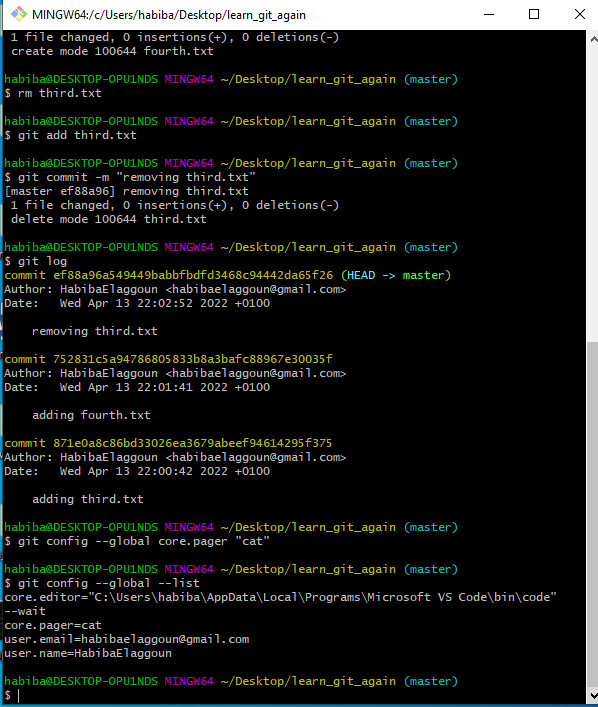 MINGW64:/c/Users/habiba/Desktop/learn_git_again
1 file changed, 0 insertions(+), 0 deletions(-)
create mode 100644 fourth.txt
habiba@DESKTOP-OPU1NDS MINGW64 ~/Desktop/learn_git_again (master)
$ rm third.txt
habiba@DESKTOP-OPU1NDS MINGW64 ~/Desktop/learn_git_again (master)
$ git add third.txt
habiba@DESKTOP-OPU1NDS MINGW64 ~/Desktop/learn_git_again (master)
$ git commit -m "removing third.txt"
[master ef88a96] removing third.txt
1 file changed, 0 insertions(+), 0 deletions(-)
delete mode 100644 third.txt
habiba@DESKTOP-OPU1NDS MINGW64 ~/Desktop/learn_git_again (master)
$ git log
commit ef88a96a549449babbfbdfd3468c94442da65f26 (HEAD -> master)
Author: HabibaElaggoun <habibaelaggoun@gmail.com>
Date:   Wed Apr 13 22:02:52 2022 +0100
removing third.txt
commit 752831c5a94786805833b8a3bafc88967e30035f
Author: HabibaElaggoun <habibaelaggoun@gmail.com>
Date:   Wed Apr 13 22:01:41 2022 +0100
adding fourth.txt
commit 871e0a8c86bd33026ea3679abeef94614295f375
Author: HabibaElaggoun <habibaelaggoun@gmail.com>
Date:   Wed Apr 13 22:00:42 2022 +0100
adding third.txt
habiba@DESKTOP-OPU1NDS MINGW64 ~/Desktop/learn_git_again (master)
$ git config --global core.pager "cat"
habiba@DESKTOP-OPU1NDS MINGW64 ~/Desktop/learn_git_again (master)
$ git config --global --list
core.editor="C:\Users\habiba\AppData\Local\Programs\Microsoft VS Code\bin\code"
--wait
core.pager=cat
user.email=habibaelaggoun@gmail.com
user.name=HabibaElaggoun
habiba@DESKTOP-OPU1NDS MINGW64 ~/Desktop/learn_git_again (master)
$